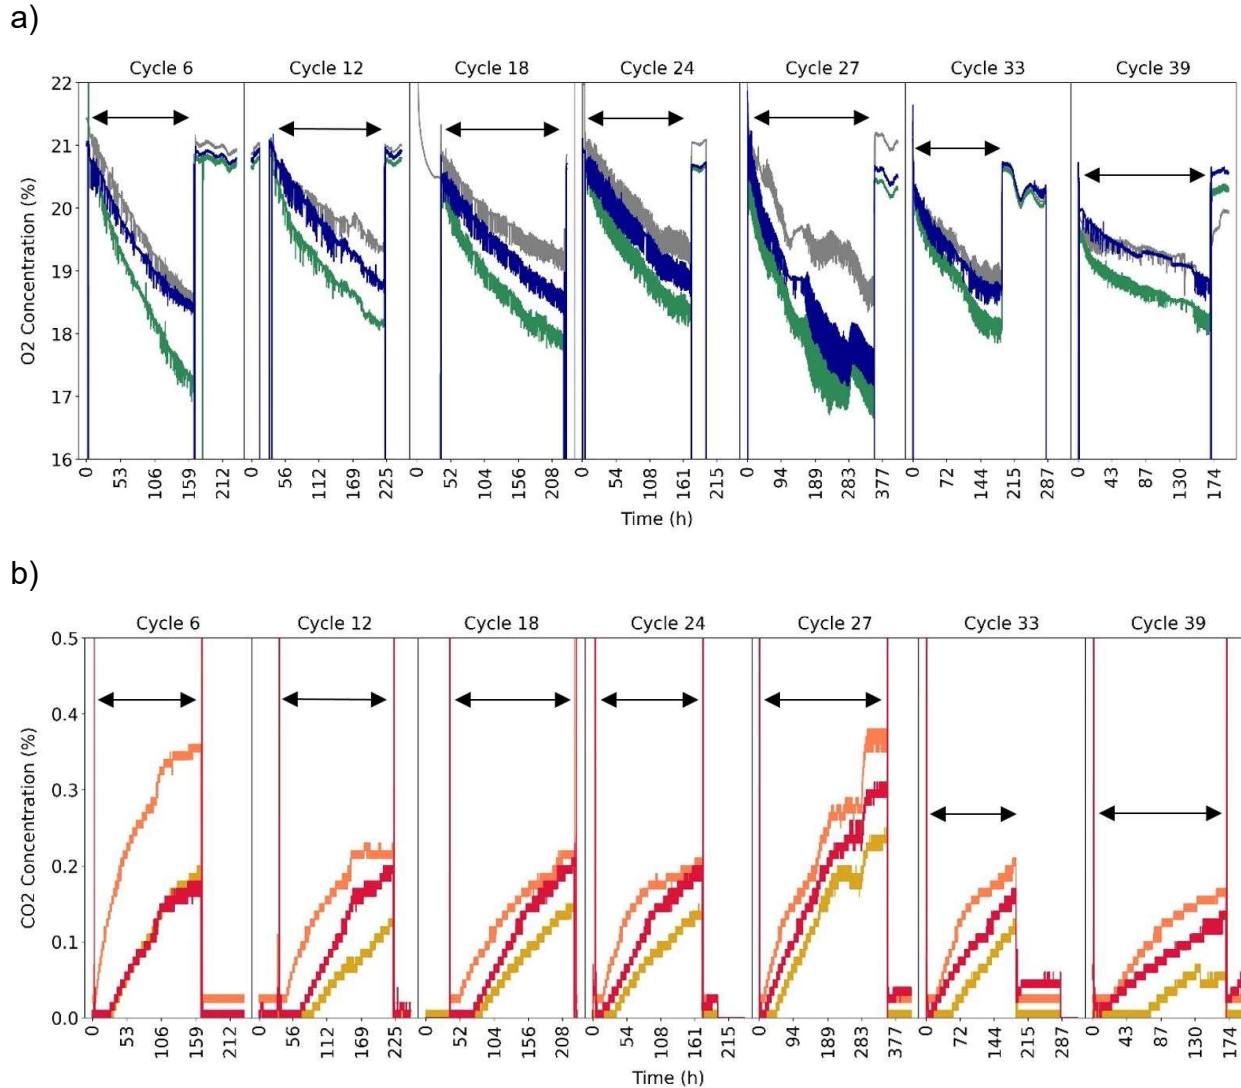 a)
Cycle 6 Cycle 12 Cycle 18 Cycle 24 Cycle 27 Cycle 33 Cycle 39
22
21
20
19
18
17
16
O2 Concentration (%)
0 53 106 159 212 0 56 112 169 225 0 52 104 156 208 0 54 108 161 215 0 94 189 283 377 0 72 144 215 287 0 43 87 130 174
Time (h)
b)
Cycle 6 Cycle 12 Cycle 18 Cycle 24 Cycle 27 Cycle 33 Cycle 39
0.5
0.4
0.3
0.2
0.1
0.0
CO2 Concentration (%)
0 53 106 159 212 0 56 112 169 225 0 52 104 156 208 0 54 108 161 215 0 94 189 283 377 0 72 144 215 287 0 43 87 130 174
Time (h)